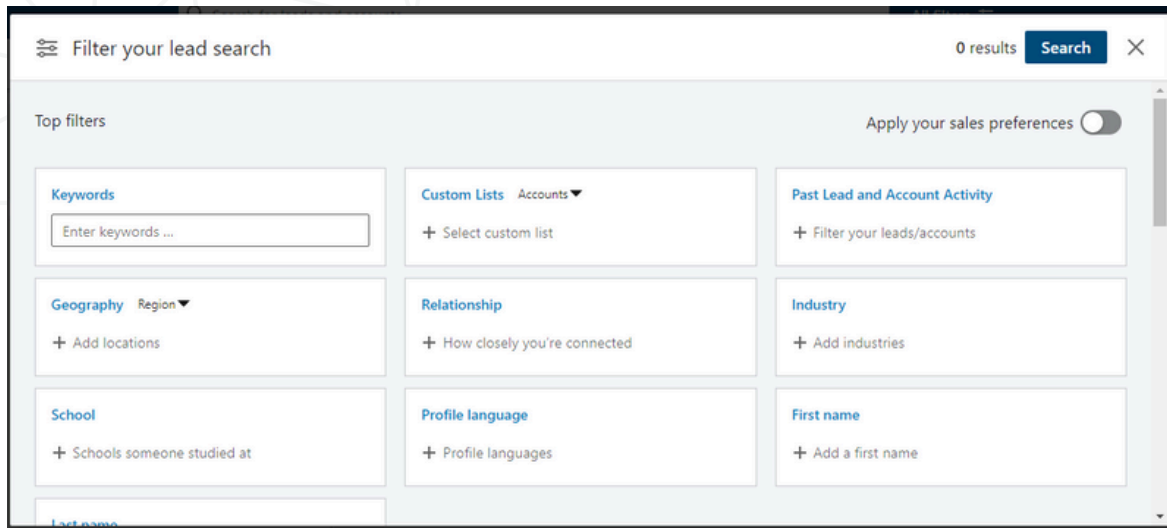 Filter your lead search
0 results Search
Top filters
Apply your sales preferences
Keywords
Enter keywords ...
Custom Lists Accounts
+ Select custom list
Past Lead and Account Activity
+ Filter your leads/accounts
Geography Region
+ Add locations
Relationship
+ How closely you're connected
Industry
+ Add industries
School
+ Schools someone studied at
Profile language
+ Profile languages
First name
+ Add a first name
Last name